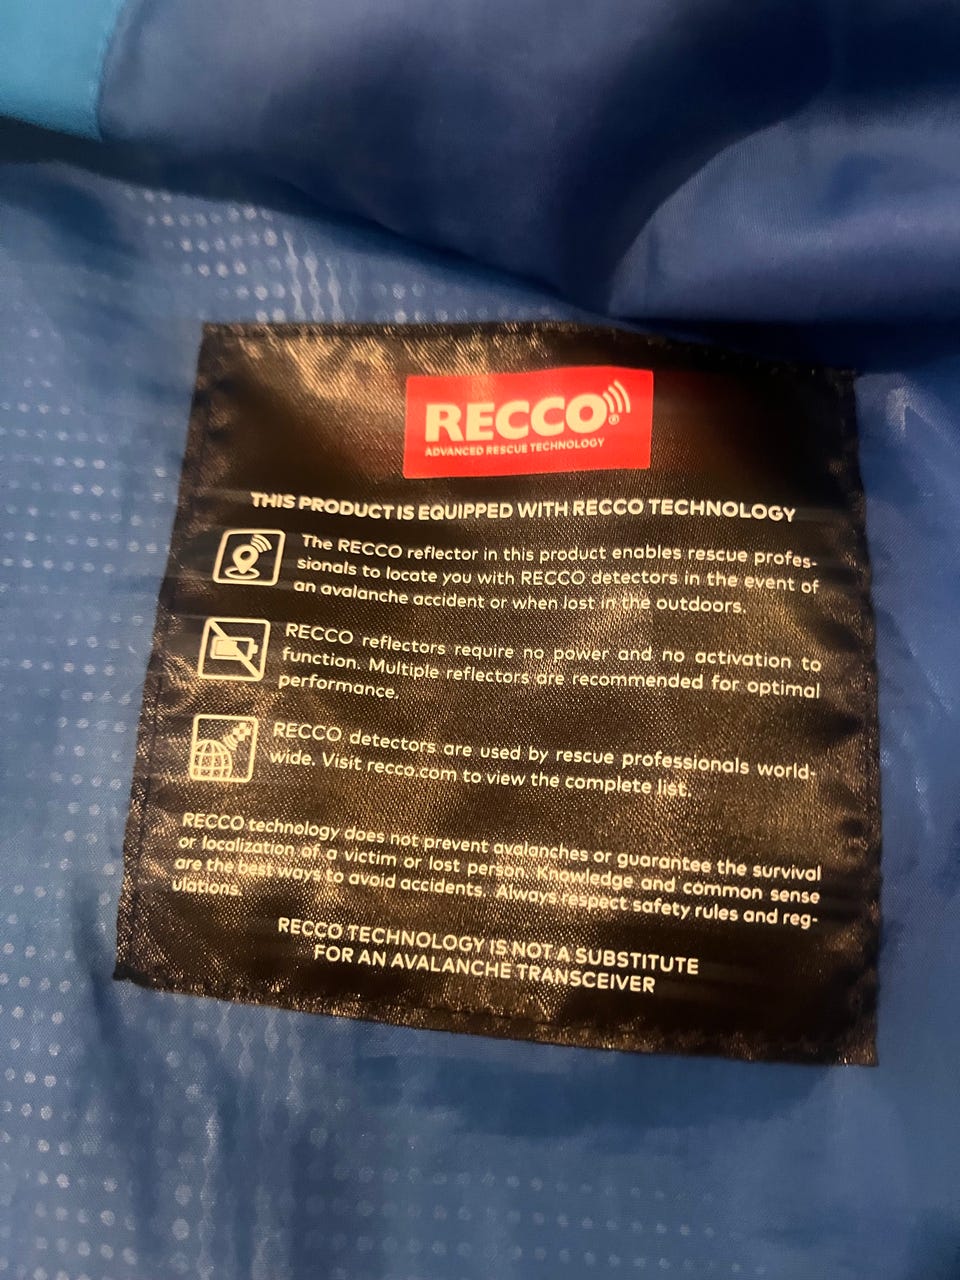 RECCO®
ADVANCED RESCUE TECHNOLOGY
THIS PRODUCT IS EQUIPPED WITH RECCO TECHNOLOGY
The RECCO reflector in this product enables rescue profes-
sionals to locate you with RECCO detectors in the event of
an avalanche accident or when lost in the outdoors.
RECCO reflectors require no power and no activation to
function. Multiple reflectors are recommended for optimal
performance.
RECCO detectors are used by rescue professionals world-
wide. Visit recco.com to view the complete list.
RECCO technology does not prevent avalanches or guarantee the survival
or localization of a victim or lost person. Knowledge and common sense
are the best ways to avoid accidents. Always respect safety rules and reg-
ulations.
RECCO TECHNOLOGY IS NOT A SUBSTITUTE
FOR AN AVALANCHE TRANSCEIVER